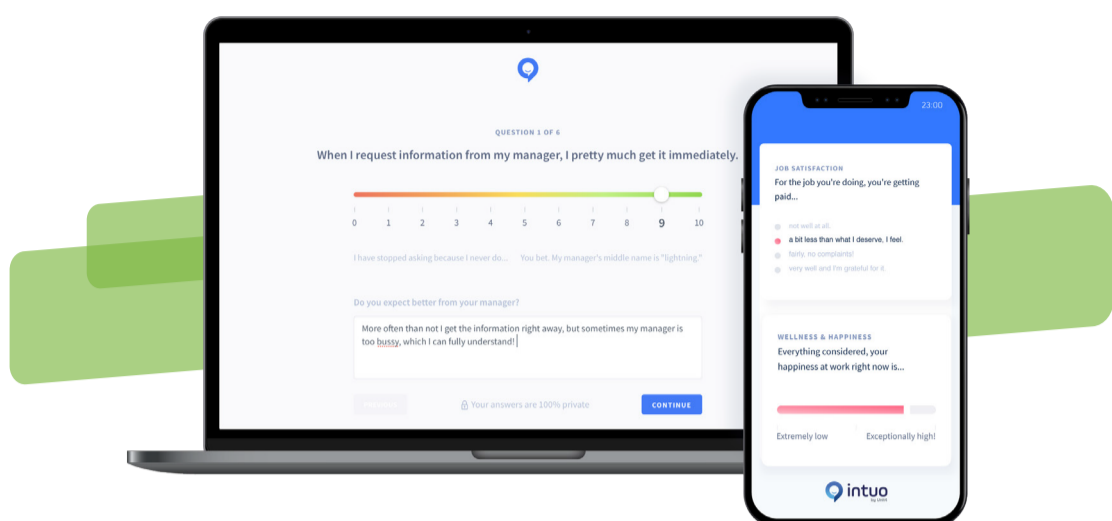 QUESTION 1 OF 6
When I request information from my manager, I pretty much get it immediately.
0 1 2 3 4 5 6 7 8 9 10
I have stopped asking because I never do... You bet. My manager's middle name is "lightning."
Do you expect better from your manager?
More often than not I get the information right away, but sometimes my manager is
too bussy, which I can fully understand!
Your answers are 100% private
CONTINUE
23:00
JOB SATISFACTION
For the job you're doing, you're getting
paid...
not well at all.
a bit less than what I deserve, I feel.
fairly, no complaints!
very well and I'm grateful for it.
WELLNESS & HAPPINESS
Everything considered, your
happiness at work right now is...
Extremely low Exceptionally high!
intuo